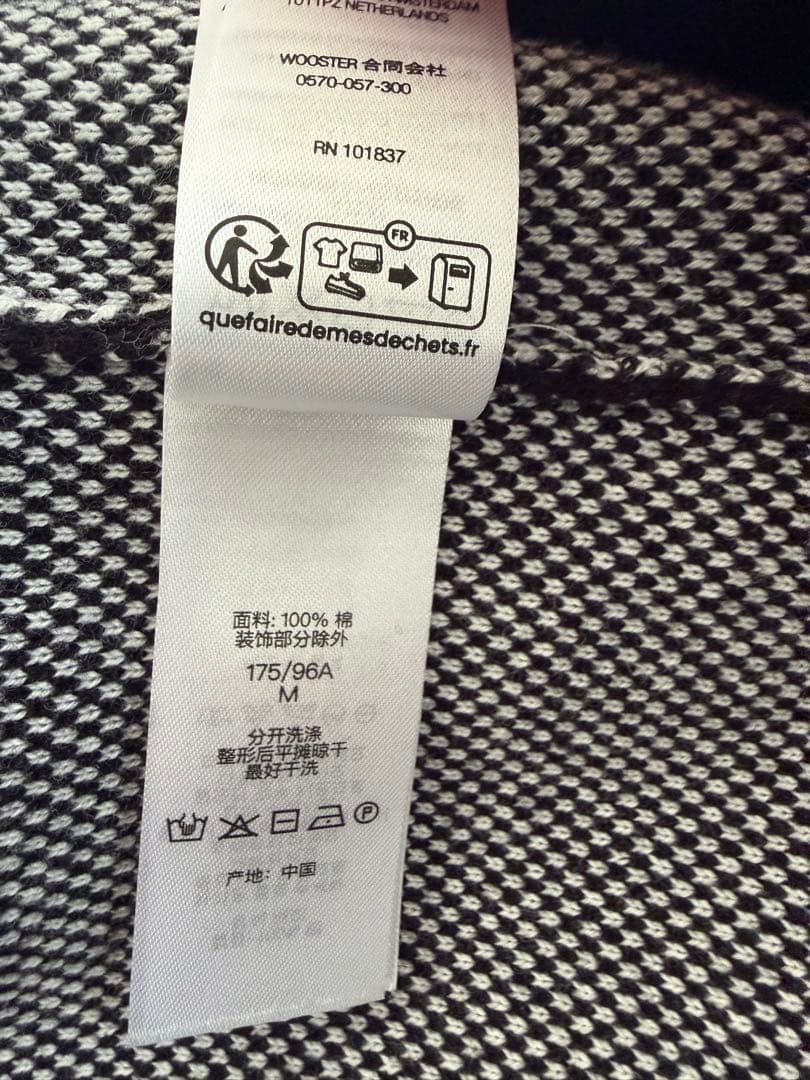 AMSTERDAM
1011PZ NETHERLANDS
WOOSTER 合同会社
0570-057-300
RN 101837
FR
quefairedemesdechets.fr
面料: 100% 棉
装饰部分除外
175/96A
M
分开洗涤
整形后平摊晾干
最好干洗
P
产地: 中国